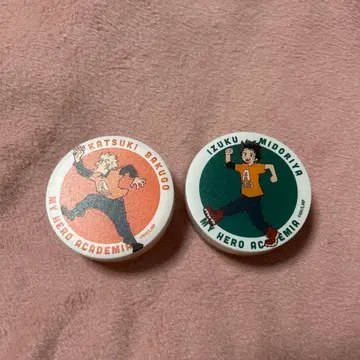 KATSUKI BAKUGO
MY HERO ACADEMIA
IZUKU MIDORIYA
MY HERO ACADEMIA